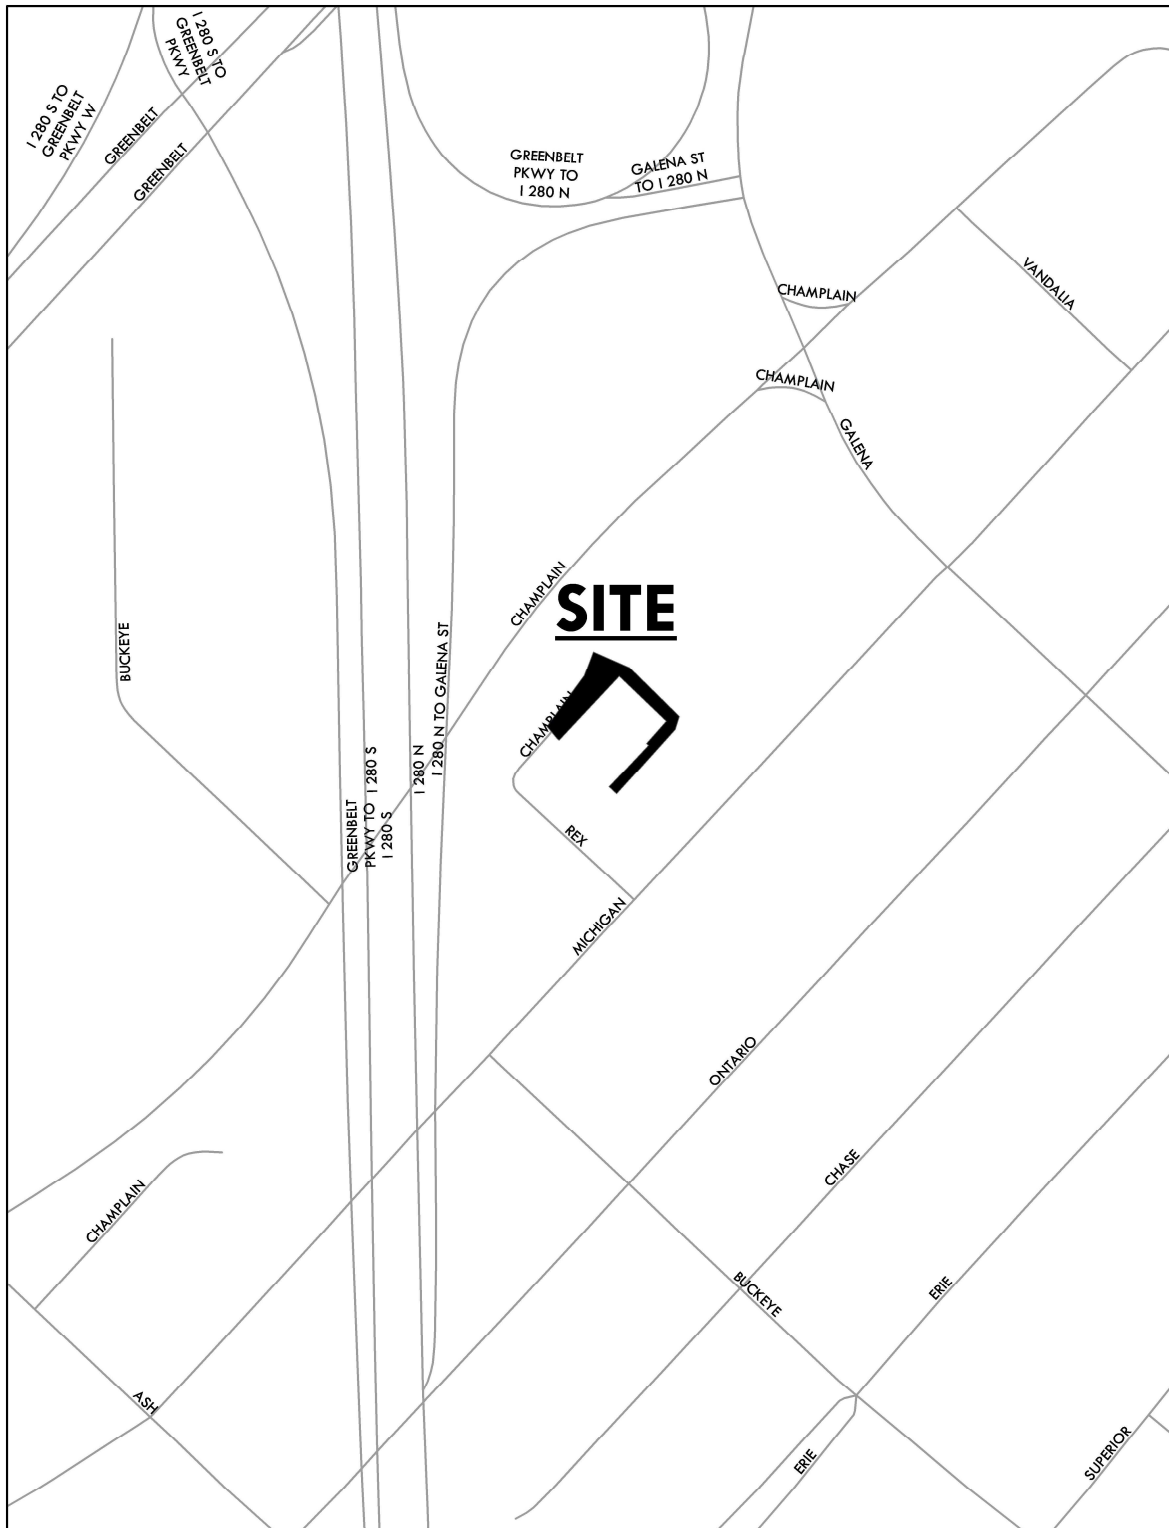 I 280 S TO
GREENBELT
PKWY
I 280 S TO
GREENBELT
PKWY W
GREENBELT
GREENBELT
GREENBELT
PKWY TO
I 280 N
GALENA ST
TO I 280 N
VANDALIA
CHAMPLAIN
CHAMPLAIN
GALENA
CHAMPLAIN
SITE
BUCKEYE
I 280 N TO GALENA ST
CHAMPLAIN
I 280 S
I 280 N
GREENBELT
PKWY TO
I 280 S
REX
MICHIGAN
ONTARIO
CHASE
CHAMPLAIN
BUCKEYE
ERIE
ASH
ERIE
SUPERIOR